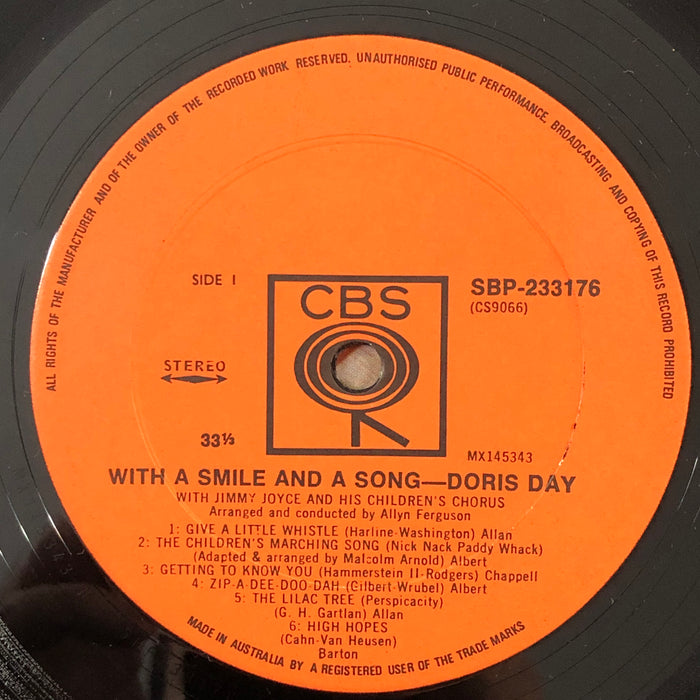 ALL RIGHTS OF THE MANUFACTURER AND OF THE OWNER OF THE RECORDED WORK RESERVED. UNAUTHORISED PUBLIC PERFORMANCE, BROADCASTING AND COPYING OF THIS RECORD PROHIBITED
SIDE 1
CBS
SBP-233176
(CS9066)
STEREO
33⅓
MX145343
WITH A SMILE AND A SONG—DORIS DAY
WITH JIMMY JOYCE AND HIS CHILDREN'S CHORUS
Arranged and conducted by Allyn Ferguson
1: GIVE A LITTLE WHISTLE (Harline-Washington) Allan
2: THE CHILDREN'S MARCHING SONG (Nick Nack Paddy Whack)
(Adapted & arranged by Malcolm Arnold) Albert
3: GETTING TO KNOW YOU (Hammerstein II-Rodgers) Chappell
4: ZIP-A-DEE-DOO-DAH (Gilbert-Wrubel) Albert
5: THE LILAC TREE (Perspicacity)
(G. H. Gartlan) Allan
6: HIGH HOPES
(Cahn-Van Heusen)
Barton
MADE IN AUSTRALIA BY A REGISTERED USER OF THE TRADE MARKS